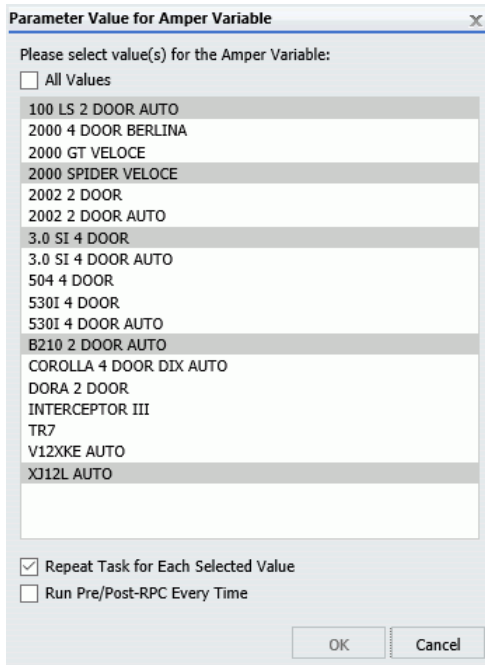 Parameter Value for Amper Variable
x
Please select value(s) for the Amper Variable:
All Values
100 LS 2 DOOR AUTO
2000 4 DOOR BERLINA
2000 GT VELOCE
2000 SPIDER VELOCE
2002 2 DOOR
2002 2 DOOR AUTO
3.0 SI 4 DOOR
3.0 SI 4 DOOR AUTO
504 4 DOOR
530I 4 DOOR
530I 4 DOOR AUTO
B210 2 DOOR AUTO
COROLLA 4 DOOR DIX AUTO
DORA 2 DOOR
INTERCEPTOR III
TR7
V12XKE AUTO
XJ12L AUTO
Repeat Task for Each Selected Value
Run Pre/Post-RPC Every Time
OK
Cancel